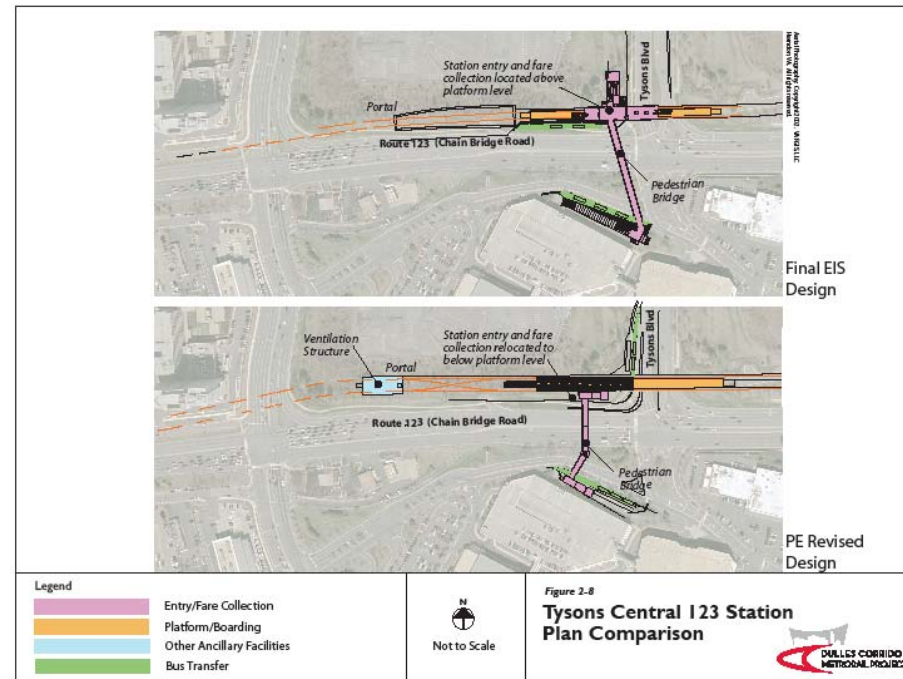 Station entry and fare
collection located above
platform level
Tysons Blvd
Portal
Route 123 (Chain Bridge Road)
Pedestrian
Bridge
Final EIS
Design
Ventilation
Structure
Station entry and fare
collection relocated to
below platform level
Tysons Blvd
Portal
Route 123 (Chain Bridge Road)
Pedestrian
Bridge
PE Revised
Design
Legend
Entry/Fare Collection
Platform/Boarding
Other Ancillary Facilities
Bus Transfer
N
Not to Scale
Figure 2-8
Tysons Central 123 Station
Plan Comparison
DULLES CORRIDO
METRORAIL PROJEC